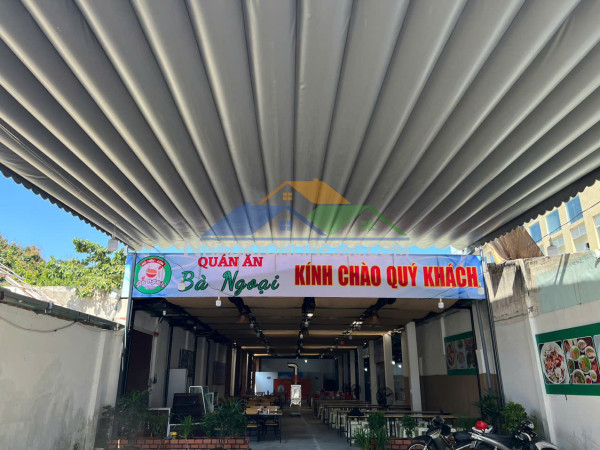 QUÁN ĂN
Bà Ngoại
KÍNH CHÀO QUÝ KHÁCH